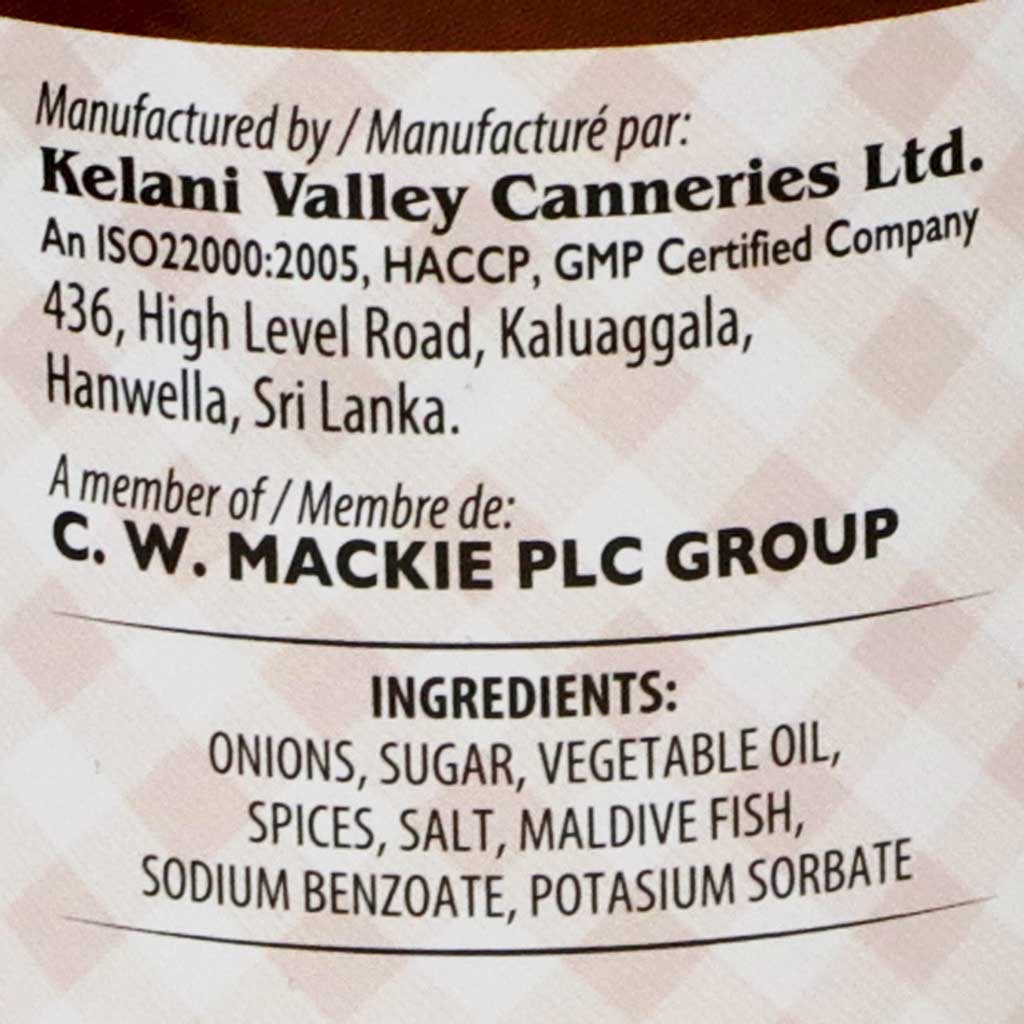 Manufactured by / Manufacturé par:
Kelani Valley Canneries Ltd.
An ISO22000:2005, HACCP, GMP Certified Company
436, High Level Road, Kaluaggala,
Hanwella, Sri Lanka.
A member of / Membre de:
C. W. MACKIE PLC GROUP
INGREDIENTS:
ONIONS, SUGAR, VEGETABLE OIL,
SPICES, SALT, MALDIVE FISH,
SODIUM BENZOATE, POTASIUM SORBATE